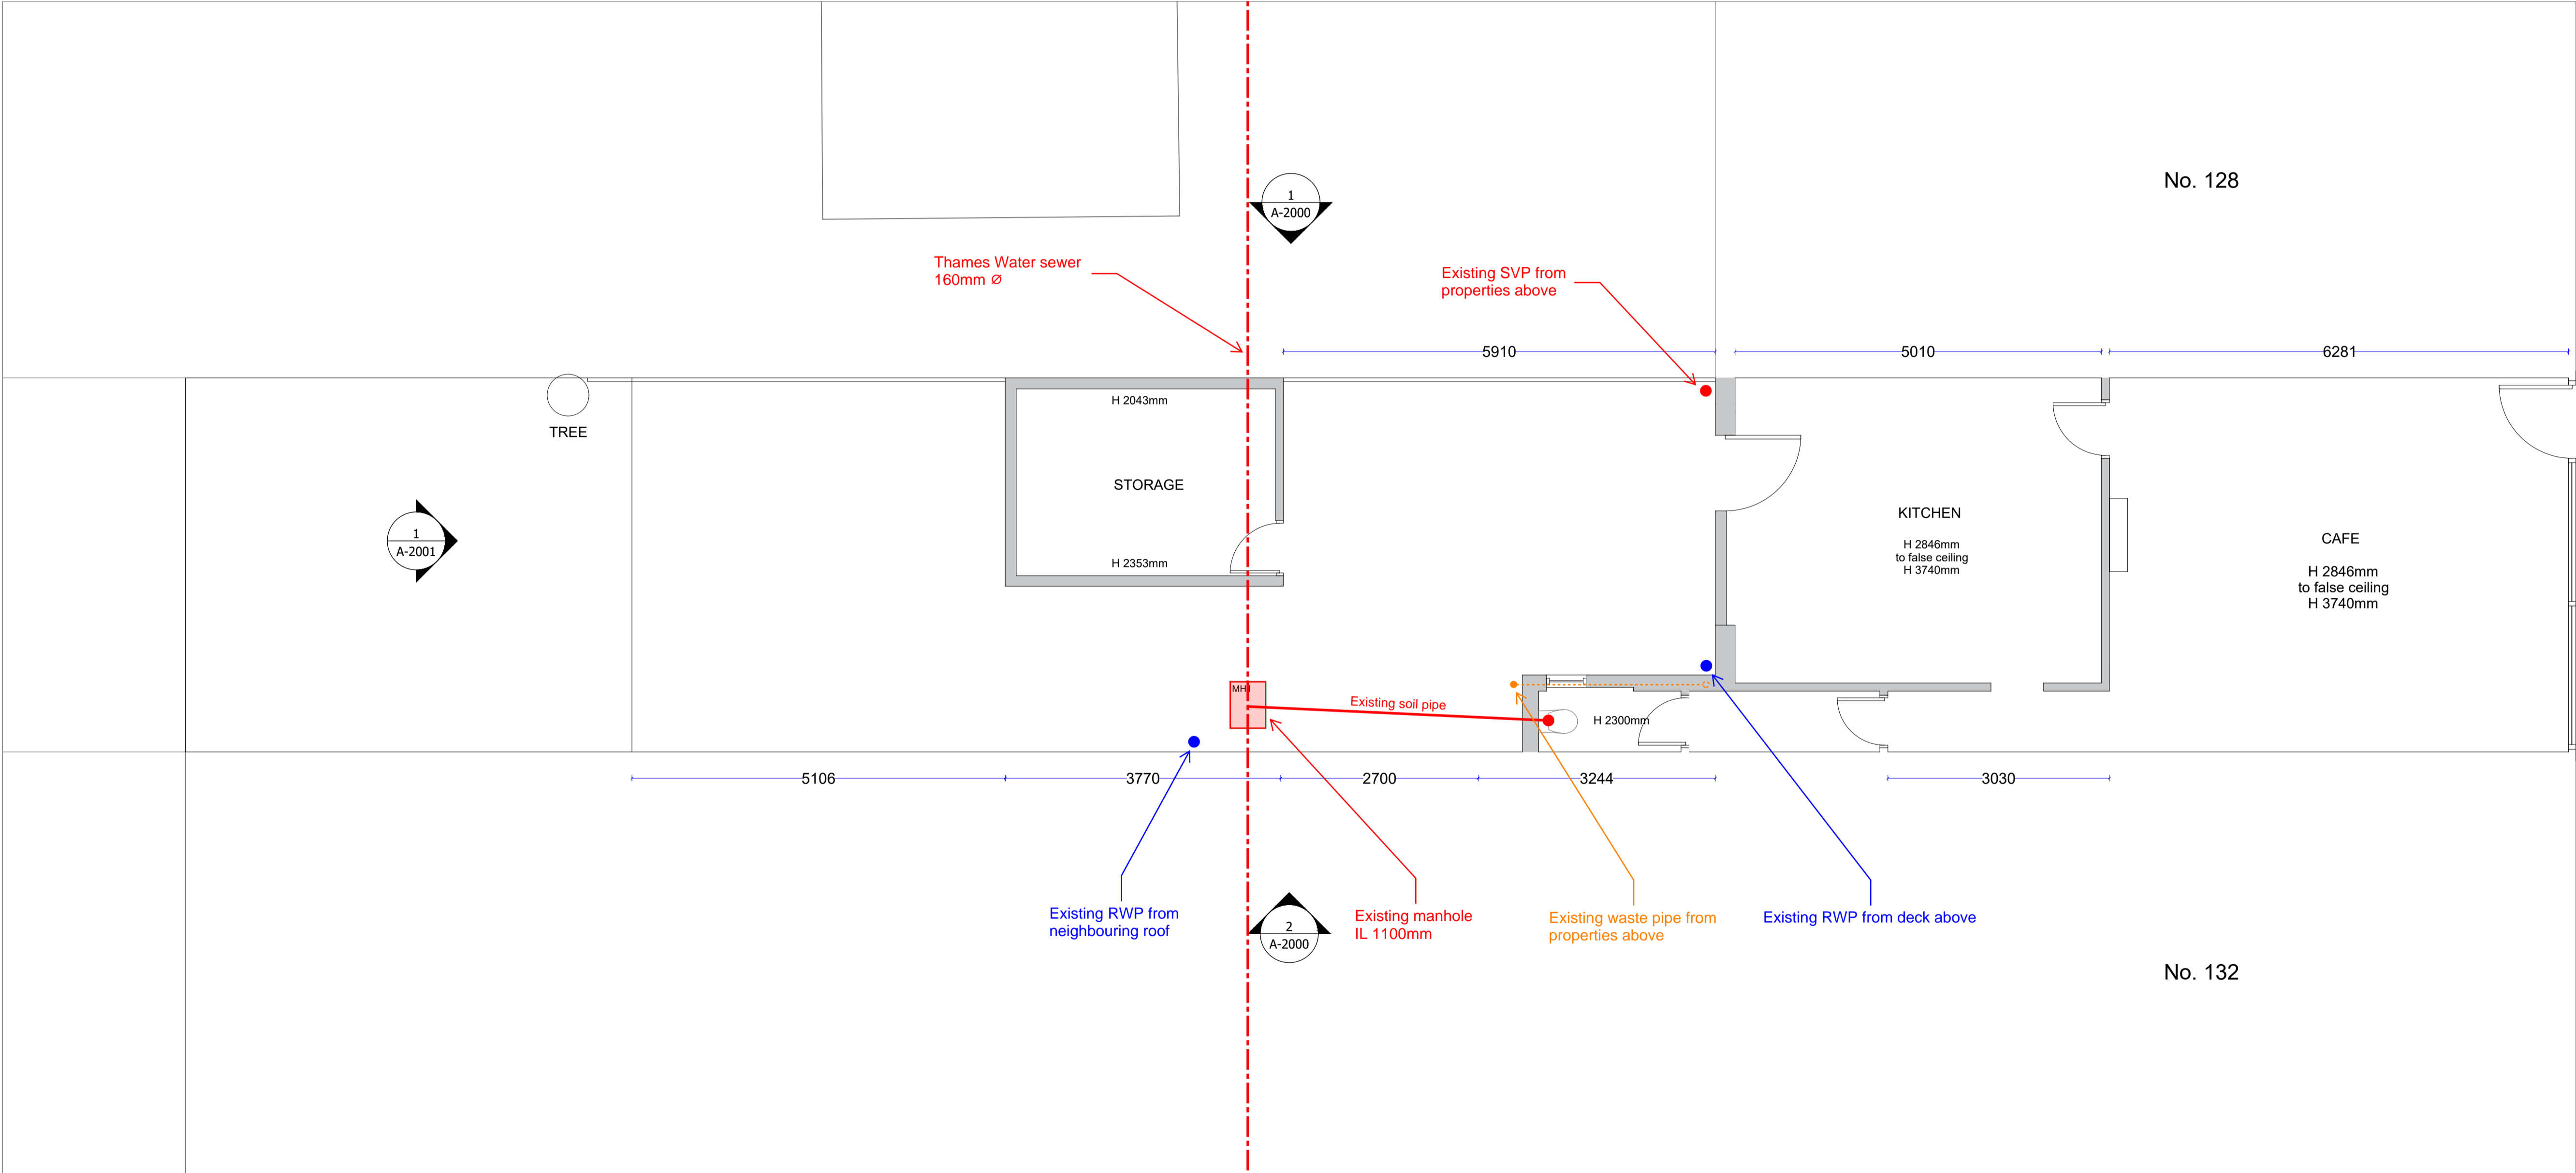 No. 128
1
A-2000
Thames Water sewer
160mm Ø
Existing SVP from
properties above
5910
5010
6281
H 2043mm
TREE
STORAGE
KITCHEN
1
A-2001
CAFE
H 2846mm
to false ceiling
H 3740mm
H 2353mm
H 2846mm
to false ceiling
H 3740mm
MH1
Existing soil pipe
H 2300mm
5106
3770
2700
3244
3030
Existing RWP from
neighbouring roof
Existing manhole
IL 1100mm
Existing waste pipe from
properties above
Existing RWP from deck above
2
A-2000
No. 132